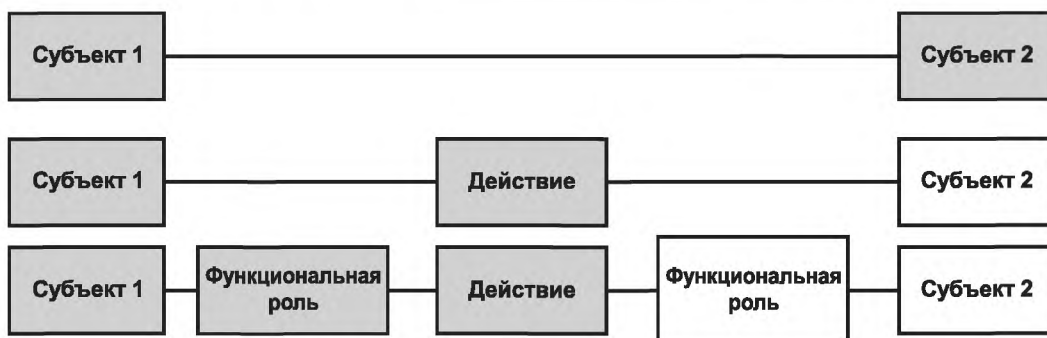 Субъект 1
Субъект 2
Субъект 1
Действие
Субъект 2
Субъект 1
Функциональная
роль
Действие
Функциональная
роль
Субъект 2